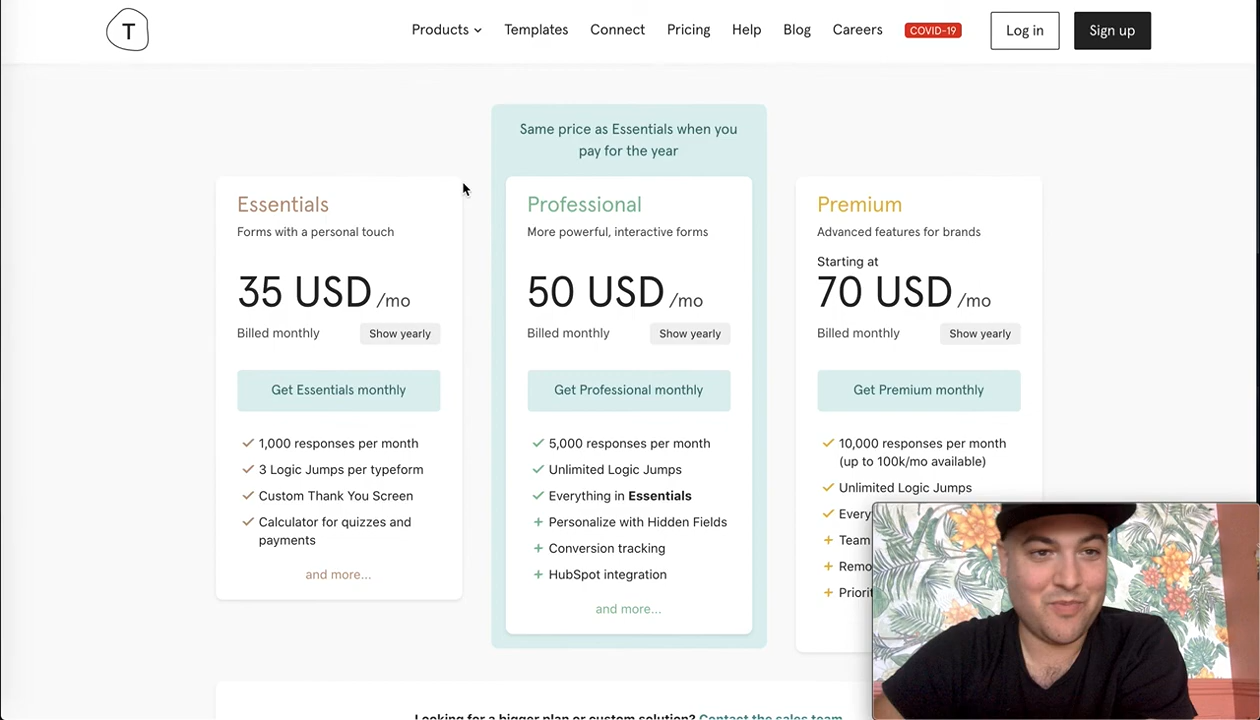 T
Products
Templates
Connect
Pricing
Help
Blog
Careers
COVID-19
Log in
Sign up
Same price as Essentials when you
pay for the year
Essentials
Forms with a personal touch
35 USD /mo
Billed monthly
Show yearly
Get Essentials monthly
1,000 responses per month
3 Logic Jumps per typeform
Custom Thank You Screen
Calculator for quizzes and
payments
and more...
Professional
More powerful, interactive forms
50 USD /mo
Billed monthly
Show yearly
Get Professional monthly
5,000 responses per month
Unlimited Logic Jumps
Everything in Essentials
Personalize with Hidden Fields
Conversion tracking
HubSpot integration
and more...
Premium
Advanced features for brands
Starting at
70 USD /mo
Billed monthly
Show yearly
Get Premium monthly
10,000 responses per month
(up to 100k/mo available)
Unlimited Logic Jumps
Every
Team
Remo
Priorit
Looking for a bigger plan or custom solution? Contact the sales team